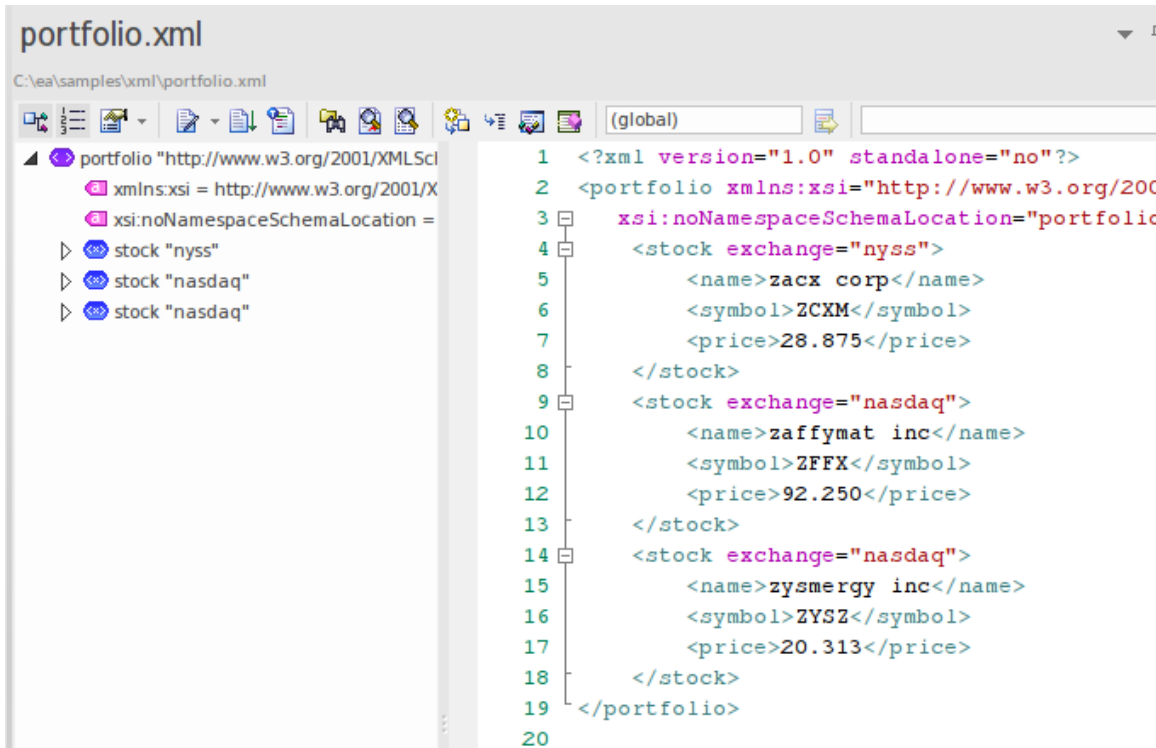 portfolio.xml
C:\ea\samples\xml\portfolio.xml
(global)
portfolio "http://www.w3.org/2001/XMLScl
xmlns:xsi = http://www.w3.org/2001/X
xsi:noNamespaceSchemaLocation =
stock "nyss"
stock "nasdaq"
stock "nasdaq"
1 <?xml version="1.0" standalone="no"?>
2 <portfolio xmlns:xsi="http://www.w3.org/200
3 xsi:noNamespaceSchemaLocation="portfolio
4 <stock exchange="nyss">
5 <name>zacx corp</name>
6 <symbol>ZCXM</symbol>
7 <price>28.875</price>
8 </stock>
9 <stock exchange="nasdaq">
10 <name>zaffymat inc</name>
11 <symbol>ZFFX</symbol>
12 <price>92.250</price>
13 </stock>
14 <stock exchange="nasdaq">
15 <name>zysmergy inc</name>
16 <symbol>ZYSZ</symbol>
17 <price>20.313</price>
18 </stock>
19 </portfolio>
20